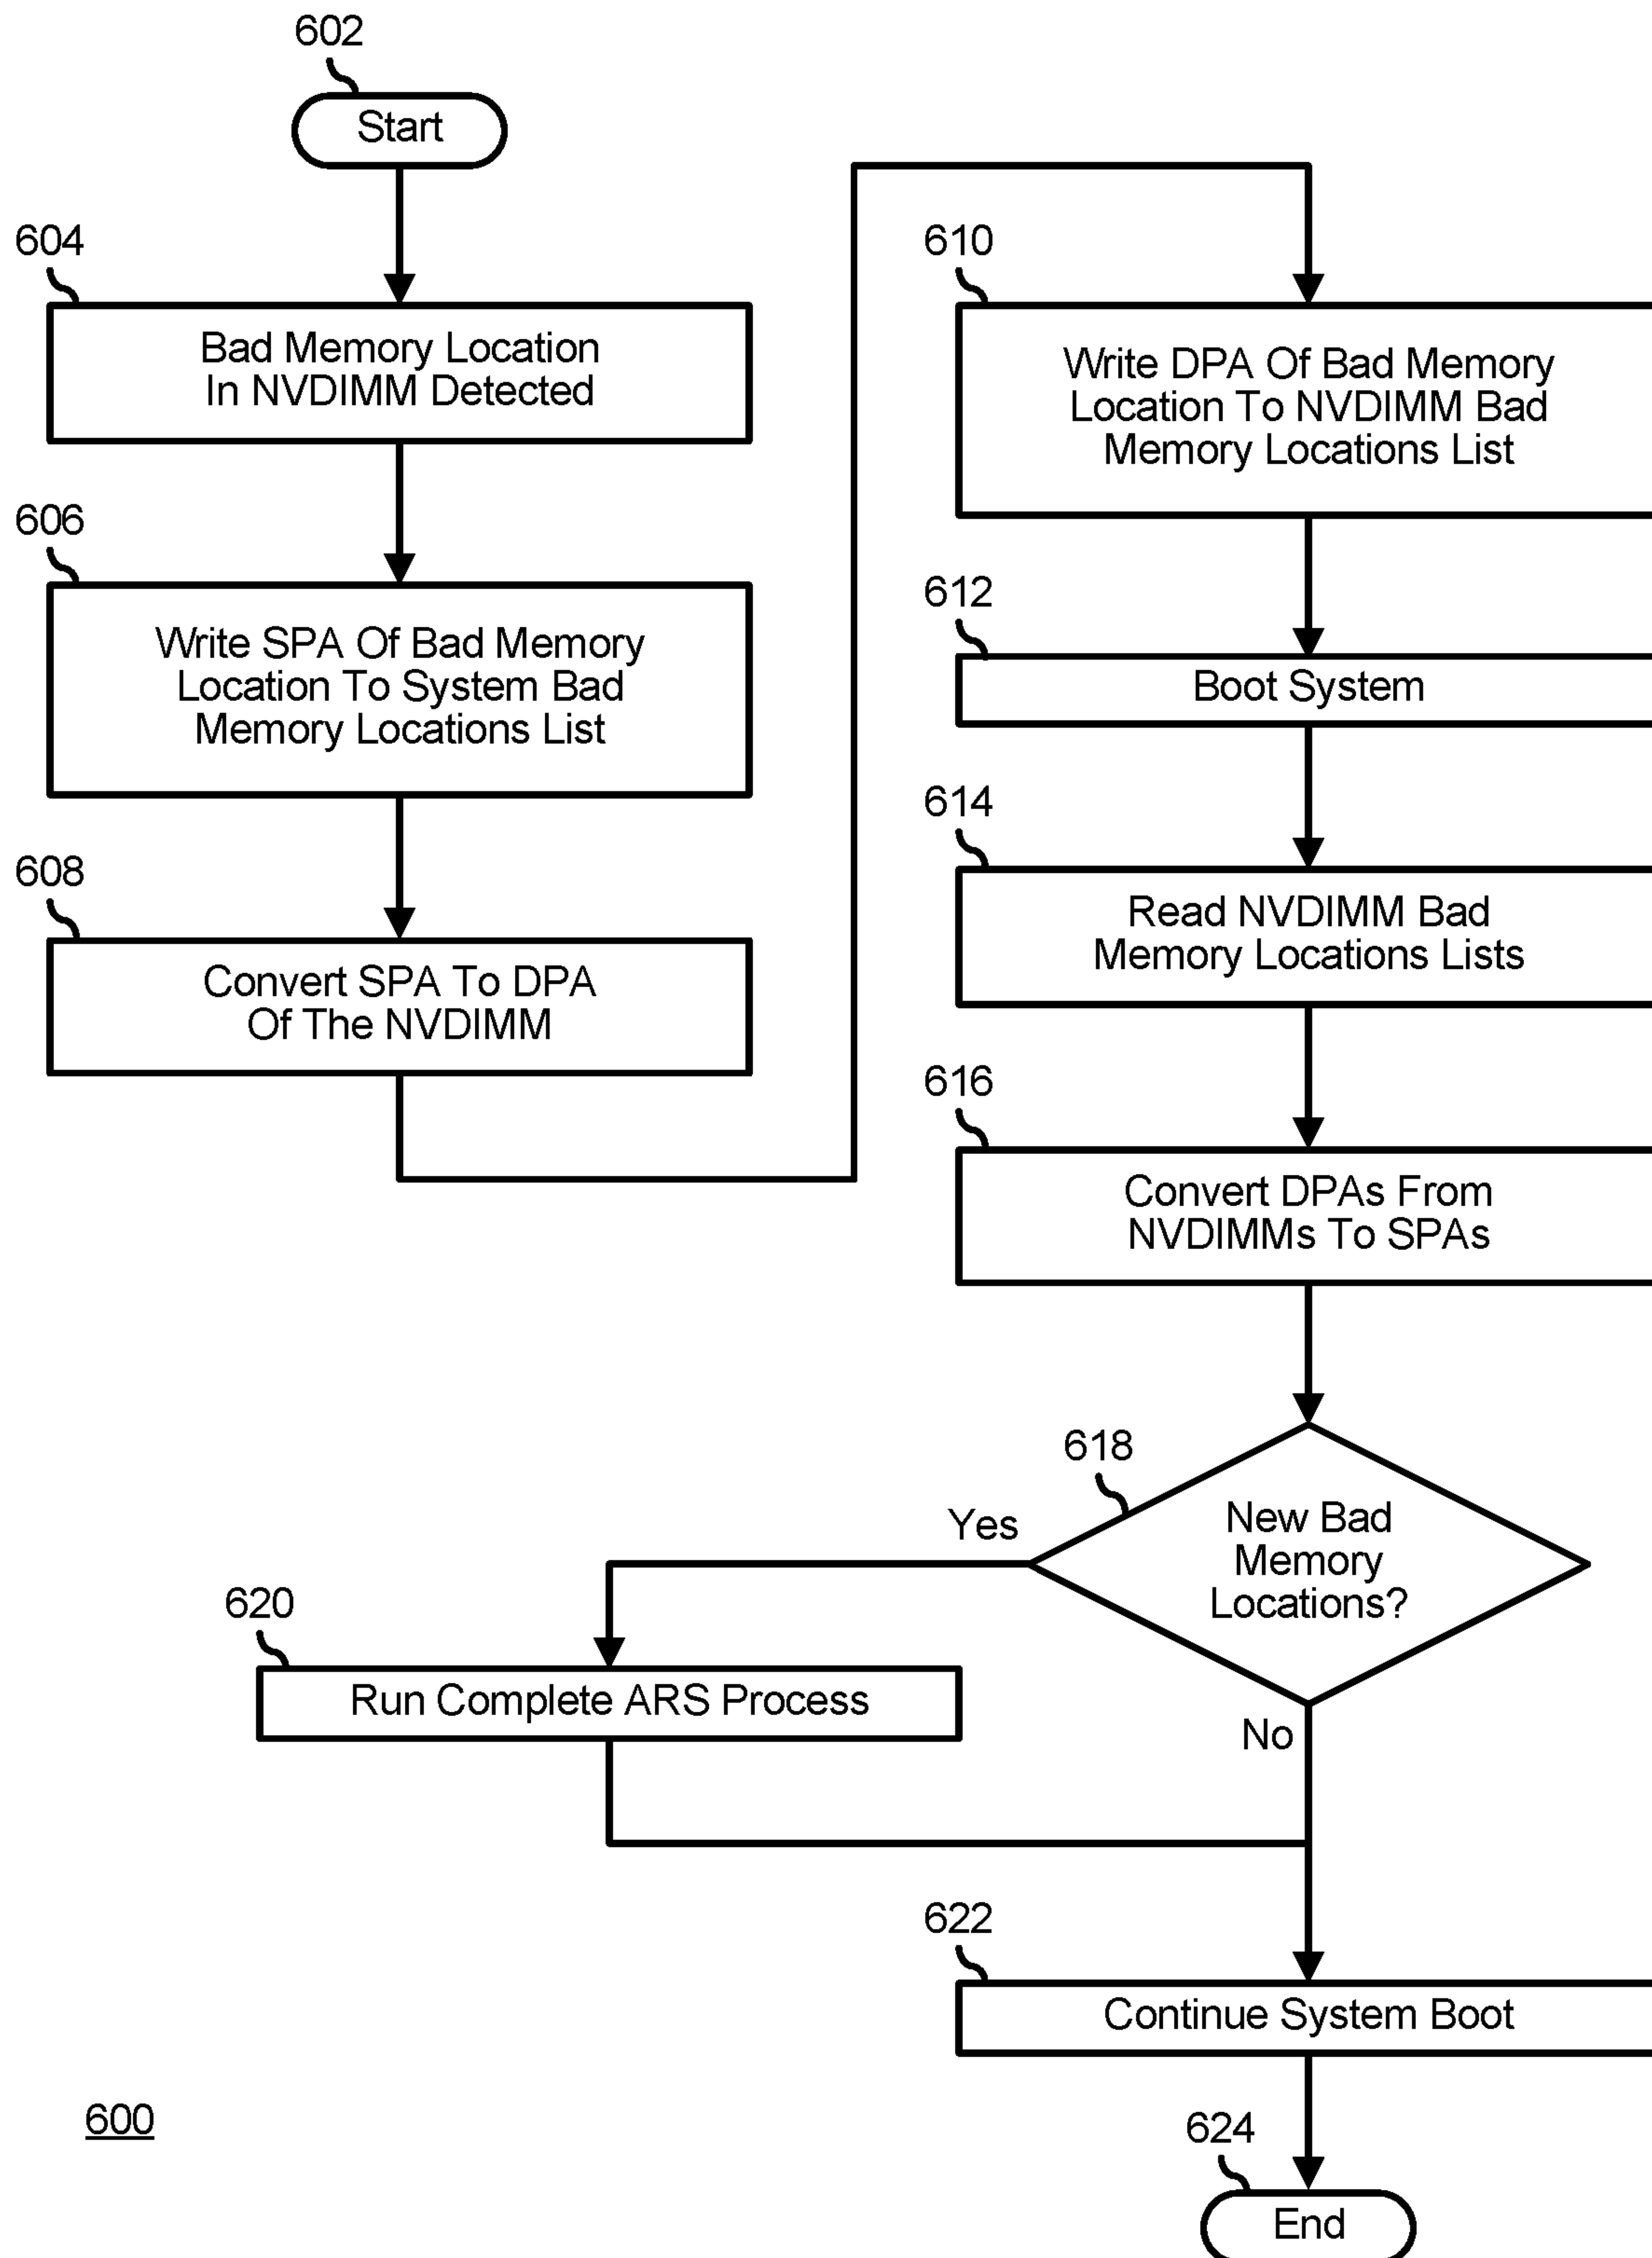 602
Start
604
Bad Memory Location
In NVDIMM Detected
606
Write SPA Of Bad Memory
Location To System Bad
Memory Locations List
608
Convert SPA To DPA
Of The NVDIMM
610
Write DPA Of Bad Memory
Location To NVDIMM Bad
Memory Locations List
612
Boot System
614
Read NVDIMM Bad
Memory Locations Lists
616
Convert DPAs From
NVDIMMs To SPAs
618
New Bad
Memory
Locations?
Yes
No
620
Run Complete ARS Process
622
Continue System Boot
624
End
600